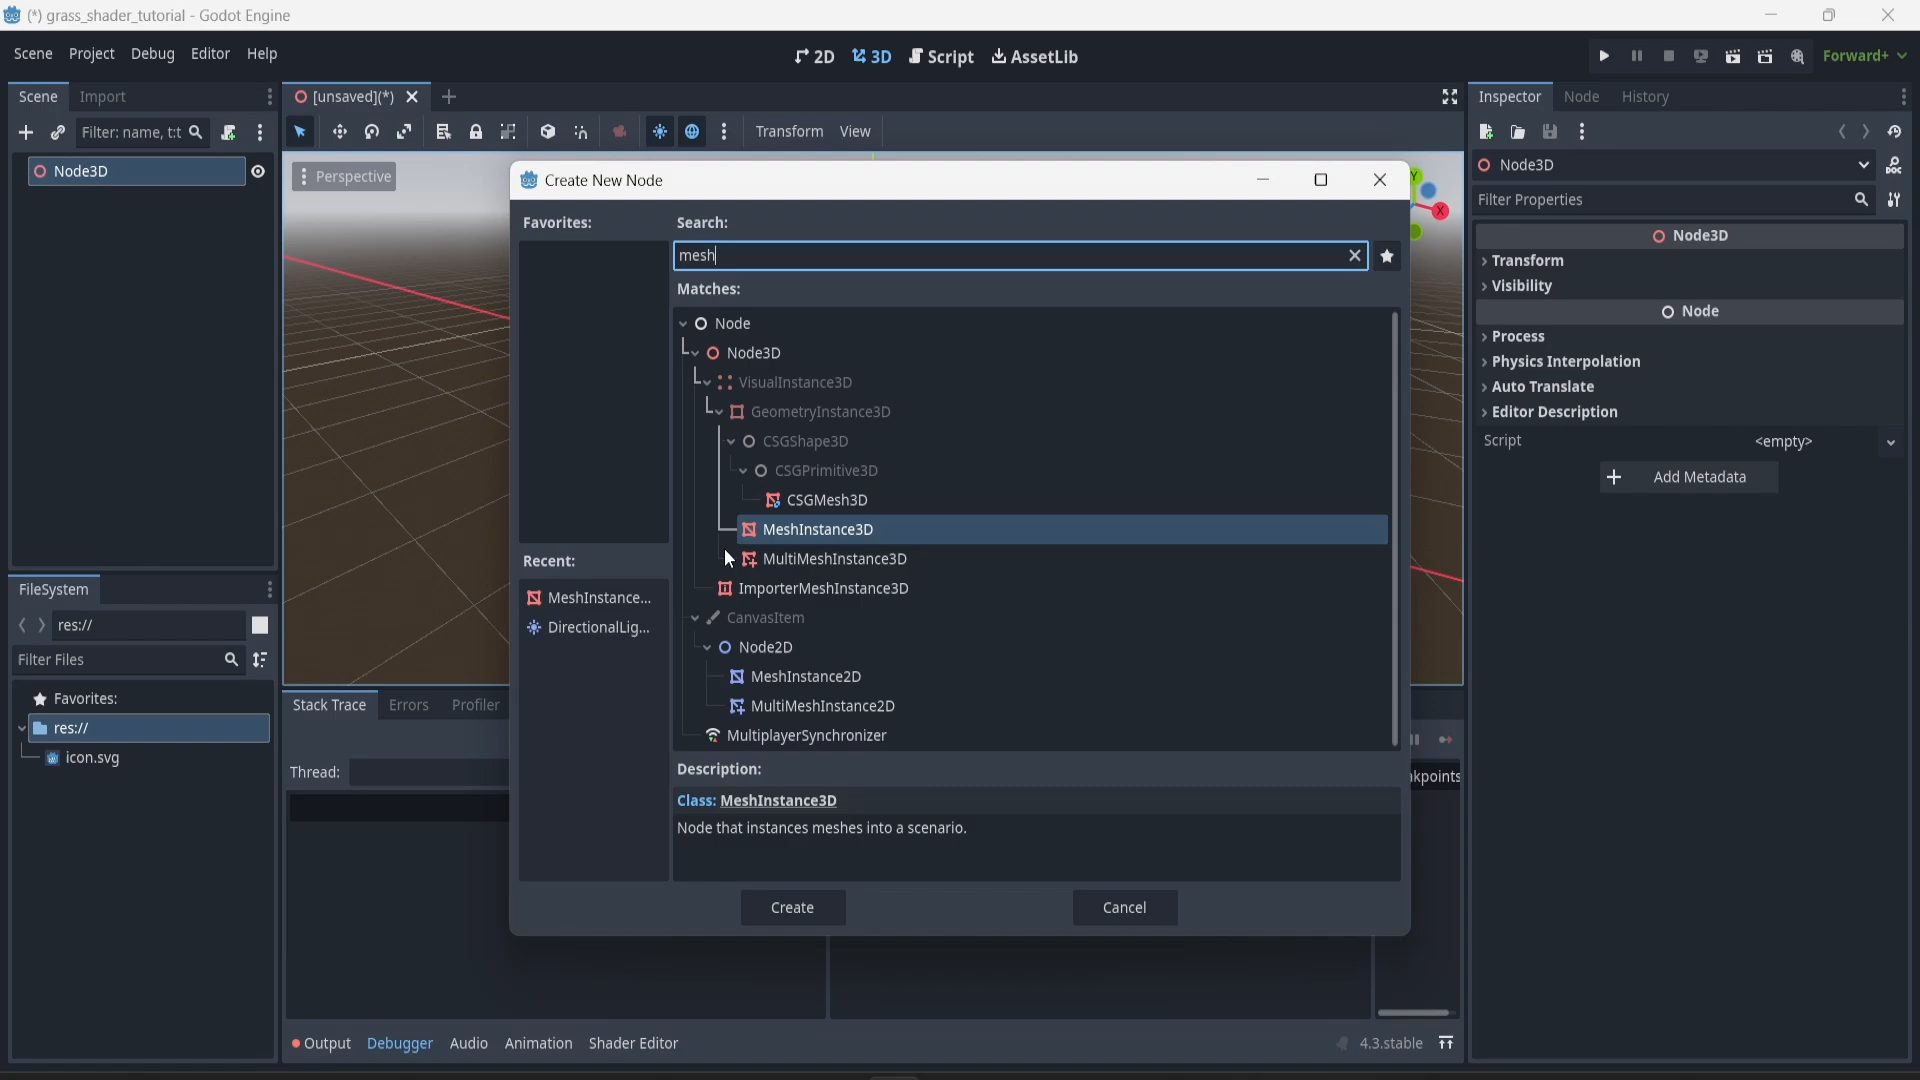 (*) grass_shader_tutorial - Godot Engine
Scene Project Debug Editor Help
2D 3D Script AssetLib
Forward+
Scene Import
[unsaved](*)
Inspector Node History
Filter: name, t:t
Transform View
Node3D
Perspective
Node3D
Filter Properties
Node3D
Transform
Visibility
Node
Process
Physics Interpolation
Auto Translate
Editor Description
Script <empty>
Add Metadata
Y
X
Create New Node
Favorites:
Search:
mesh
Matches:
Node
Node3D
VisualInstance3D
GeometryInstance3D
CSGShape3D
CSGPrimitive3D
CSGMesh3D
MeshInstance3D
MultiMeshInstance3D
ImporterMeshInstance3D
CanvasItem
Node2D
MeshInstance2D
MultiMeshInstance2D
MultiplayerSynchronizer
Recent:
MeshInstance...
DirectionalLig...
Description:
Class: MeshInstance3D
Node that instances meshes into a scenario.
Create Cancel
FileSystem
res://
Filter Files
Favorites:
res://
icon.svg
Stack Trace Errors Profiler
Thread:
akpoints
Output Debugger Audio Animation Shader Editor
4.3.stable